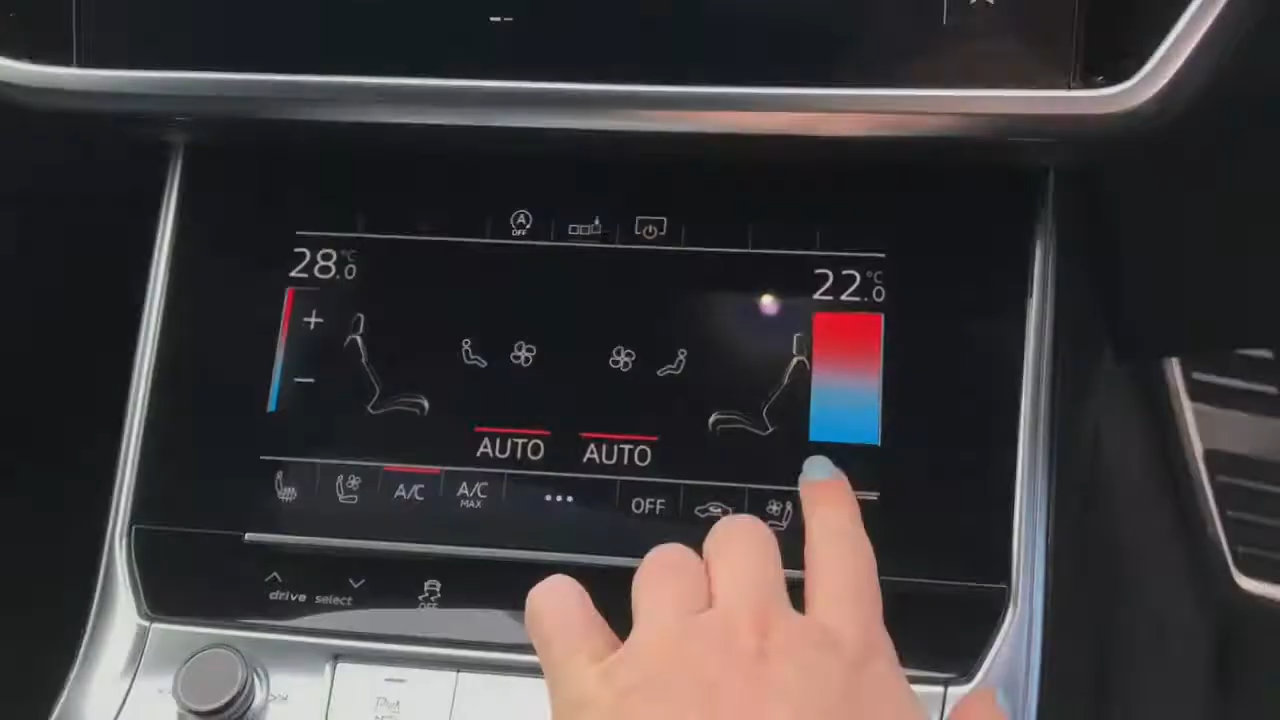 A
OFF
28.0 °C
22.0 °C
+
−
AUTO AUTO
A/C
A/C
MAX
...
OFF
drive select
OFF